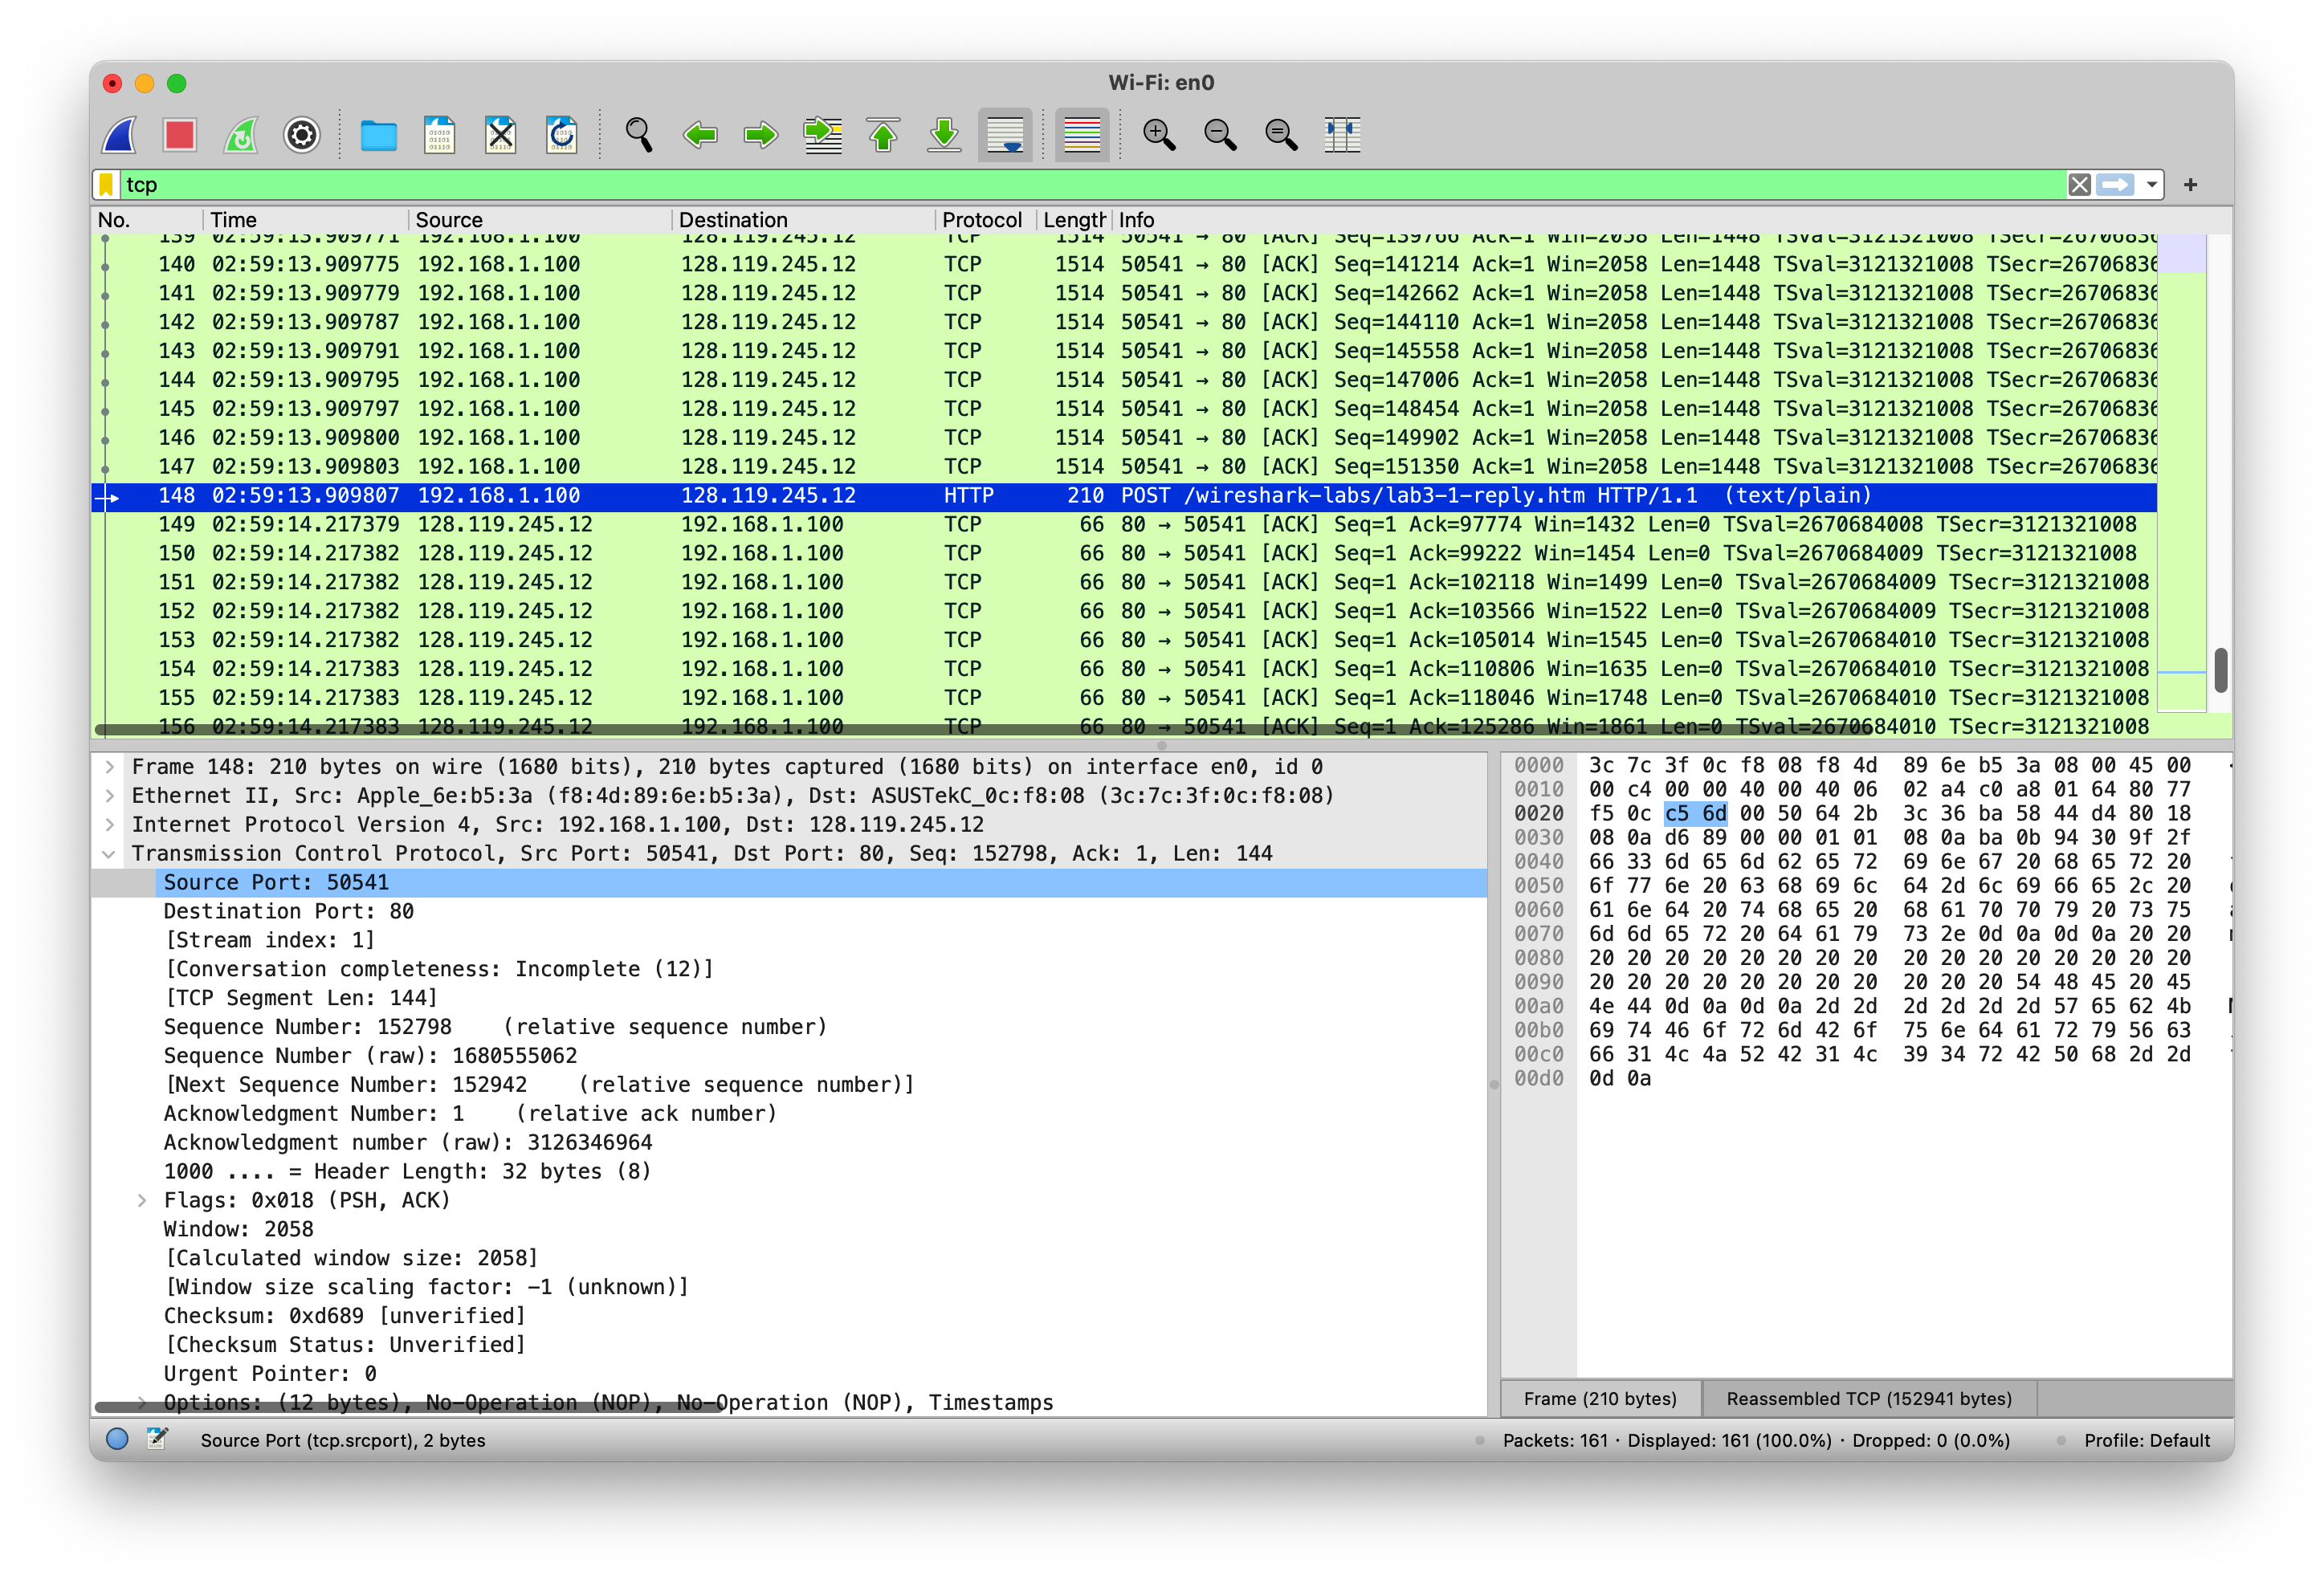 Wi-Fi: en0
tcp
No. Time Source Destination Protocol Length Info
139 02:59:13.909771 192.168.1.100 128.119.245.12 TCP 1514 50541 → 80 [ACK] Seq=139766 Ack=1 Win=2058 Len=1448 TSval=3121321008 TSecr=26706836
140 02:59:13.909775 192.168.1.100 128.119.245.12 TCP 1514 50541 → 80 [ACK] Seq=141214 Ack=1 Win=2058 Len=1448 TSval=3121321008 TSecr=26706836
141 02:59:13.909779 192.168.1.100 128.119.245.12 TCP 1514 50541 → 80 [ACK] Seq=142662 Ack=1 Win=2058 Len=1448 TSval=3121321008 TSecr=26706836
142 02:59:13.909787 192.168.1.100 128.119.245.12 TCP 1514 50541 → 80 [ACK] Seq=144110 Ack=1 Win=2058 Len=1448 TSval=3121321008 TSecr=26706836
143 02:59:13.909791 192.168.1.100 128.119.245.12 TCP 1514 50541 → 80 [ACK] Seq=145558 Ack=1 Win=2058 Len=1448 TSval=3121321008 TSecr=26706836
144 02:59:13.909795 192.168.1.100 128.119.245.12 TCP 1514 50541 → 80 [ACK] Seq=147006 Ack=1 Win=2058 Len=1448 TSval=3121321008 TSecr=26706836
145 02:59:13.909797 192.168.1.100 128.119.245.12 TCP 1514 50541 → 80 [ACK] Seq=148454 Ack=1 Win=2058 Len=1448 TSval=3121321008 TSecr=26706836
146 02:59:13.909800 192.168.1.100 128.119.245.12 TCP 1514 50541 → 80 [ACK] Seq=149902 Ack=1 Win=2058 Len=1448 TSval=3121321008 TSecr=26706836
147 02:59:13.909803 192.168.1.100 128.119.245.12 TCP 1514 50541 → 80 [ACK] Seq=151350 Ack=1 Win=2058 Len=1448 TSval=3121321008 TSecr=26706836
148 02:59:13.909807 192.168.1.100 128.119.245.12 HTTP 210 POST /wireshark-labs/lab3-1-reply.htm HTTP/1.1 (text/plain)
149 02:59:14.217379 128.119.245.12 192.168.1.100 TCP 66 80 → 50541 [ACK] Seq=1 Ack=97774 Win=1432 Len=0 TSval=2670684008 TSecr=3121321008
150 02:59:14.217382 128.119.245.12 192.168.1.100 TCP 66 80 → 50541 [ACK] Seq=1 Ack=99222 Win=1454 Len=0 TSval=2670684009 TSecr=3121321008
151 02:59:14.217382 128.119.245.12 192.168.1.100 TCP 66 80 → 50541 [ACK] Seq=1 Ack=102118 Win=1499 Len=0 TSval=2670684009 TSecr=3121321008
152 02:59:14.217382 128.119.245.12 192.168.1.100 TCP 66 80 → 50541 [ACK] Seq=1 Ack=103566 Win=1522 Len=0 TSval=2670684009 TSecr=3121321008
153 02:59:14.217382 128.119.245.12 192.168.1.100 TCP 66 80 → 50541 [ACK] Seq=1 Ack=105014 Win=1545 Len=0 TSval=2670684010 TSecr=3121321008
154 02:59:14.217383 128.119.245.12 192.168.1.100 TCP 66 80 → 50541 [ACK] Seq=1 Ack=110806 Win=1635 Len=0 TSval=2670684010 TSecr=3121321008
155 02:59:14.217383 128.119.245.12 192.168.1.100 TCP 66 80 → 50541 [ACK] Seq=1 Ack=118046 Win=1748 Len=0 TSval=2670684010 TSecr=3121321008
156 02:59:14.217383 128.119.245.12 192.168.1.100 TCP 66 80 → 50541 [ACK] Seq=1 Ack=125286 Win=1861 Len=0 TSval=2670684010 TSecr=3121321008
Frame 148: 210 bytes on wire (1680 bits), 210 bytes captured (1680 bits) on interface en0, id 0
Ethernet II, Src: Apple_6e:b5:3a (f8:4d:89:6e:b5:3a), Dst: ASUSTekC_0c:f8:08 (3c:7c:3f:0c:f8:08)
Internet Protocol Version 4, Src: 192.168.1.100, Dst: 128.119.245.12
Transmission Control Protocol, Src Port: 50541, Dst Port: 80, Seq: 152798, Ack: 1, Len: 144
Source Port: 50541
Destination Port: 80
[Stream index: 1]
[Conversation completeness: Incomplete (12)]
[TCP Segment Len: 144]
Sequence Number: 152798 (relative sequence number)
Sequence Number (raw): 1680555062
[Next Sequence Number: 152942 (relative sequence number)]
Acknowledgment Number: 1 (relative ack number)
Acknowledgment number (raw): 3126346964
1000 .... = Header Length: 32 bytes (8)
Flags: 0x018 (PSH, ACK)
Window: 2058
[Calculated window size: 2058]
[Window size scaling factor: -1 (unknown)]
Checksum: 0xd689 [unverified]
[Checksum Status: Unverified]
Urgent Pointer: 0
Options: (12 bytes), No-Operation (NOP), No-Operation (NOP), Timestamps
0000 3c 7c 3f 0c f8 08 f8 4d 89 6e b5 3a 08 00 45 00
0010 00 c4 00 00 40 00 40 06 02 a4 c0 a8 01 64 80 77
0020 f5 0c c5 6d 00 50 64 2b 3c 36 ba 58 44 d4 80 18
0030 08 0a d6 89 00 00 01 01 08 0a ba 0b 94 30 9f 2f
0040 66 33 6d 65 6d 62 65 72 69 6e 67 20 68 65 72 20
0050 6f 77 6e 20 63 68 69 6c 64 2d 6c 69 66 65 2c 20
0060 61 6e 64 20 74 68 65 20 68 61 70 70 79 20 73 75
0070 6d 6d 65 72 20 64 61 79 73 2e 0d 0a 0d 0a 20 20
0080 20 20 20 20 20 20 20 20 20 20 20 20 20 20 20 20
0090 20 20 20 20 20 20 20 20 20 20 20 54 48 45 20 45
00a0 4e 44 0d 0a 0d 0a 2d 2d 2d 2d 2d 2d 57 65 62 4b
00b0 69 74 46 6f 72 6d 42 6f 75 6e 64 61 72 79 56 63
00c0 66 31 4c 4a 52 42 31 4c 39 34 72 42 50 68 2d 2d
00d0 0d 0a
Frame (210 bytes) Reassembled TCP (152941 bytes)
Source Port (tcp.srcport), 2 bytes
Packets: 161 · Displayed: 161 (100.0%) · Dropped: 0 (0.0%)
Profile: Default